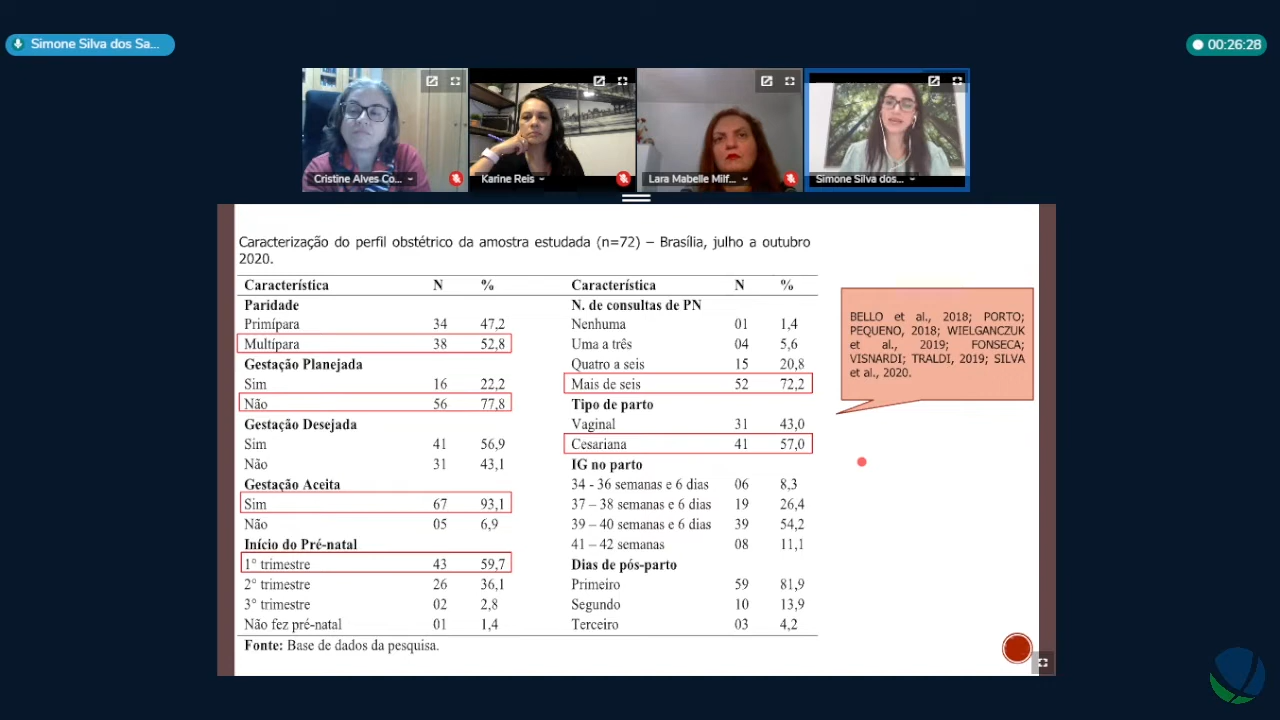 Simone Silva dos Sa...
00:26:28
Cristine Alves Co...
Karine Reis
Lara Mabelle Milf...
Simone Silva dos...
Caracterização do perfil obstétrico da amostra estudada (n=72) – Brasília, julho a outubro
2020.
Característica N %
Paridade
Primípara 34 47,2
Multípara 38 52,8
Gestação Planejada
Sim 16 22,2
Não 56 77,8
Gestação Desejada
Sim 41 56,9
Não 31 43,1
Gestação Aceita
Sim 67 93,1
Não 05 6,9
Início do Pré-natal
1° trimestre 43 59,7
2° trimestre 26 36,1
3° trimestre 02 2,8
Não fez pré-natal 01 1,4
Característica N %
N. de consultas de PN
Nenhuma 01 1,4
Uma a três 04 5,6
Quatro a seis 15 20,8
Mais de seis 52 72,2
Tipo de parto
Vaginal 31 43,0
Cesariana 41 57,0
IG no parto
34 - 36 semanas e 6 dias 06 8,3
37 – 38 semanas e 6 dias 19 26,4
39 – 40 semanas e 6 dias 39 54,2
41 – 42 semanas 08 11,1
Dias de pós-parto
Primeiro 59 81,9
Segundo 10 13,9
Terceiro 03 4,2
Fonte: Base de dados da pesquisa.
BELLO et al., 2018; PORTO;
PEQUENO, 2018; WIELGANCZUK
et al., 2019; FONSECA;
VISNARDI; TRALDI, 2019; SILVA
et al., 2020.